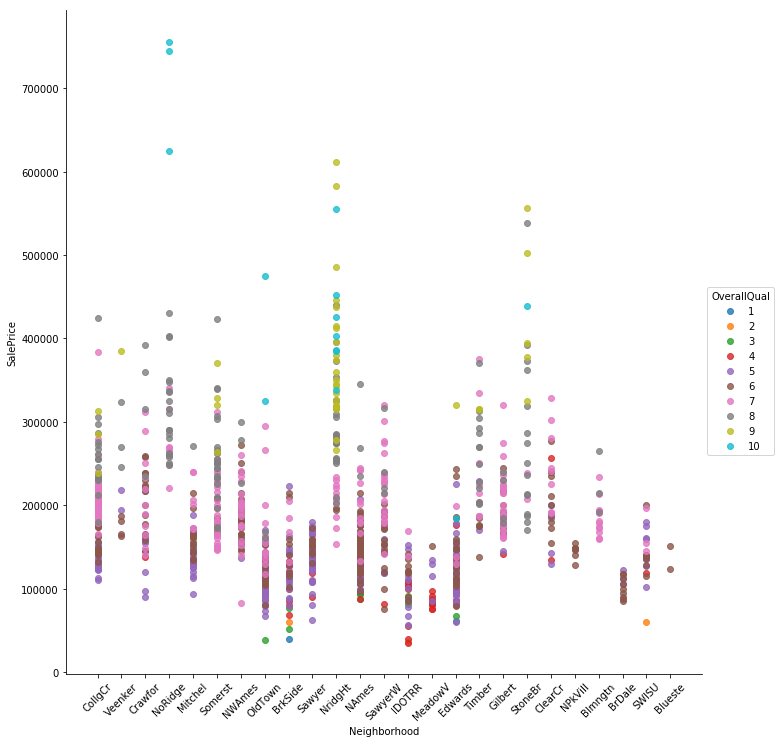 SalePrice
700000
600000
500000
400000
300000
200000
100000
0
CollgCr
Veenker
Crawfor
NoRidge
Mitchel
Somerst
NWAmes
OldTown
BrkSide
Sawyer
NridgHt
NAmes
SawyerW
IDOTRR
MeadowV
Edwards
Timber
Gilbert
StoneBr
ClearCr
NPkVill
Blmngtn
BrDale
SWISU
Blueste
Neighborhood
OverallQual
1
2
3
4
5
6
7
8
9
10